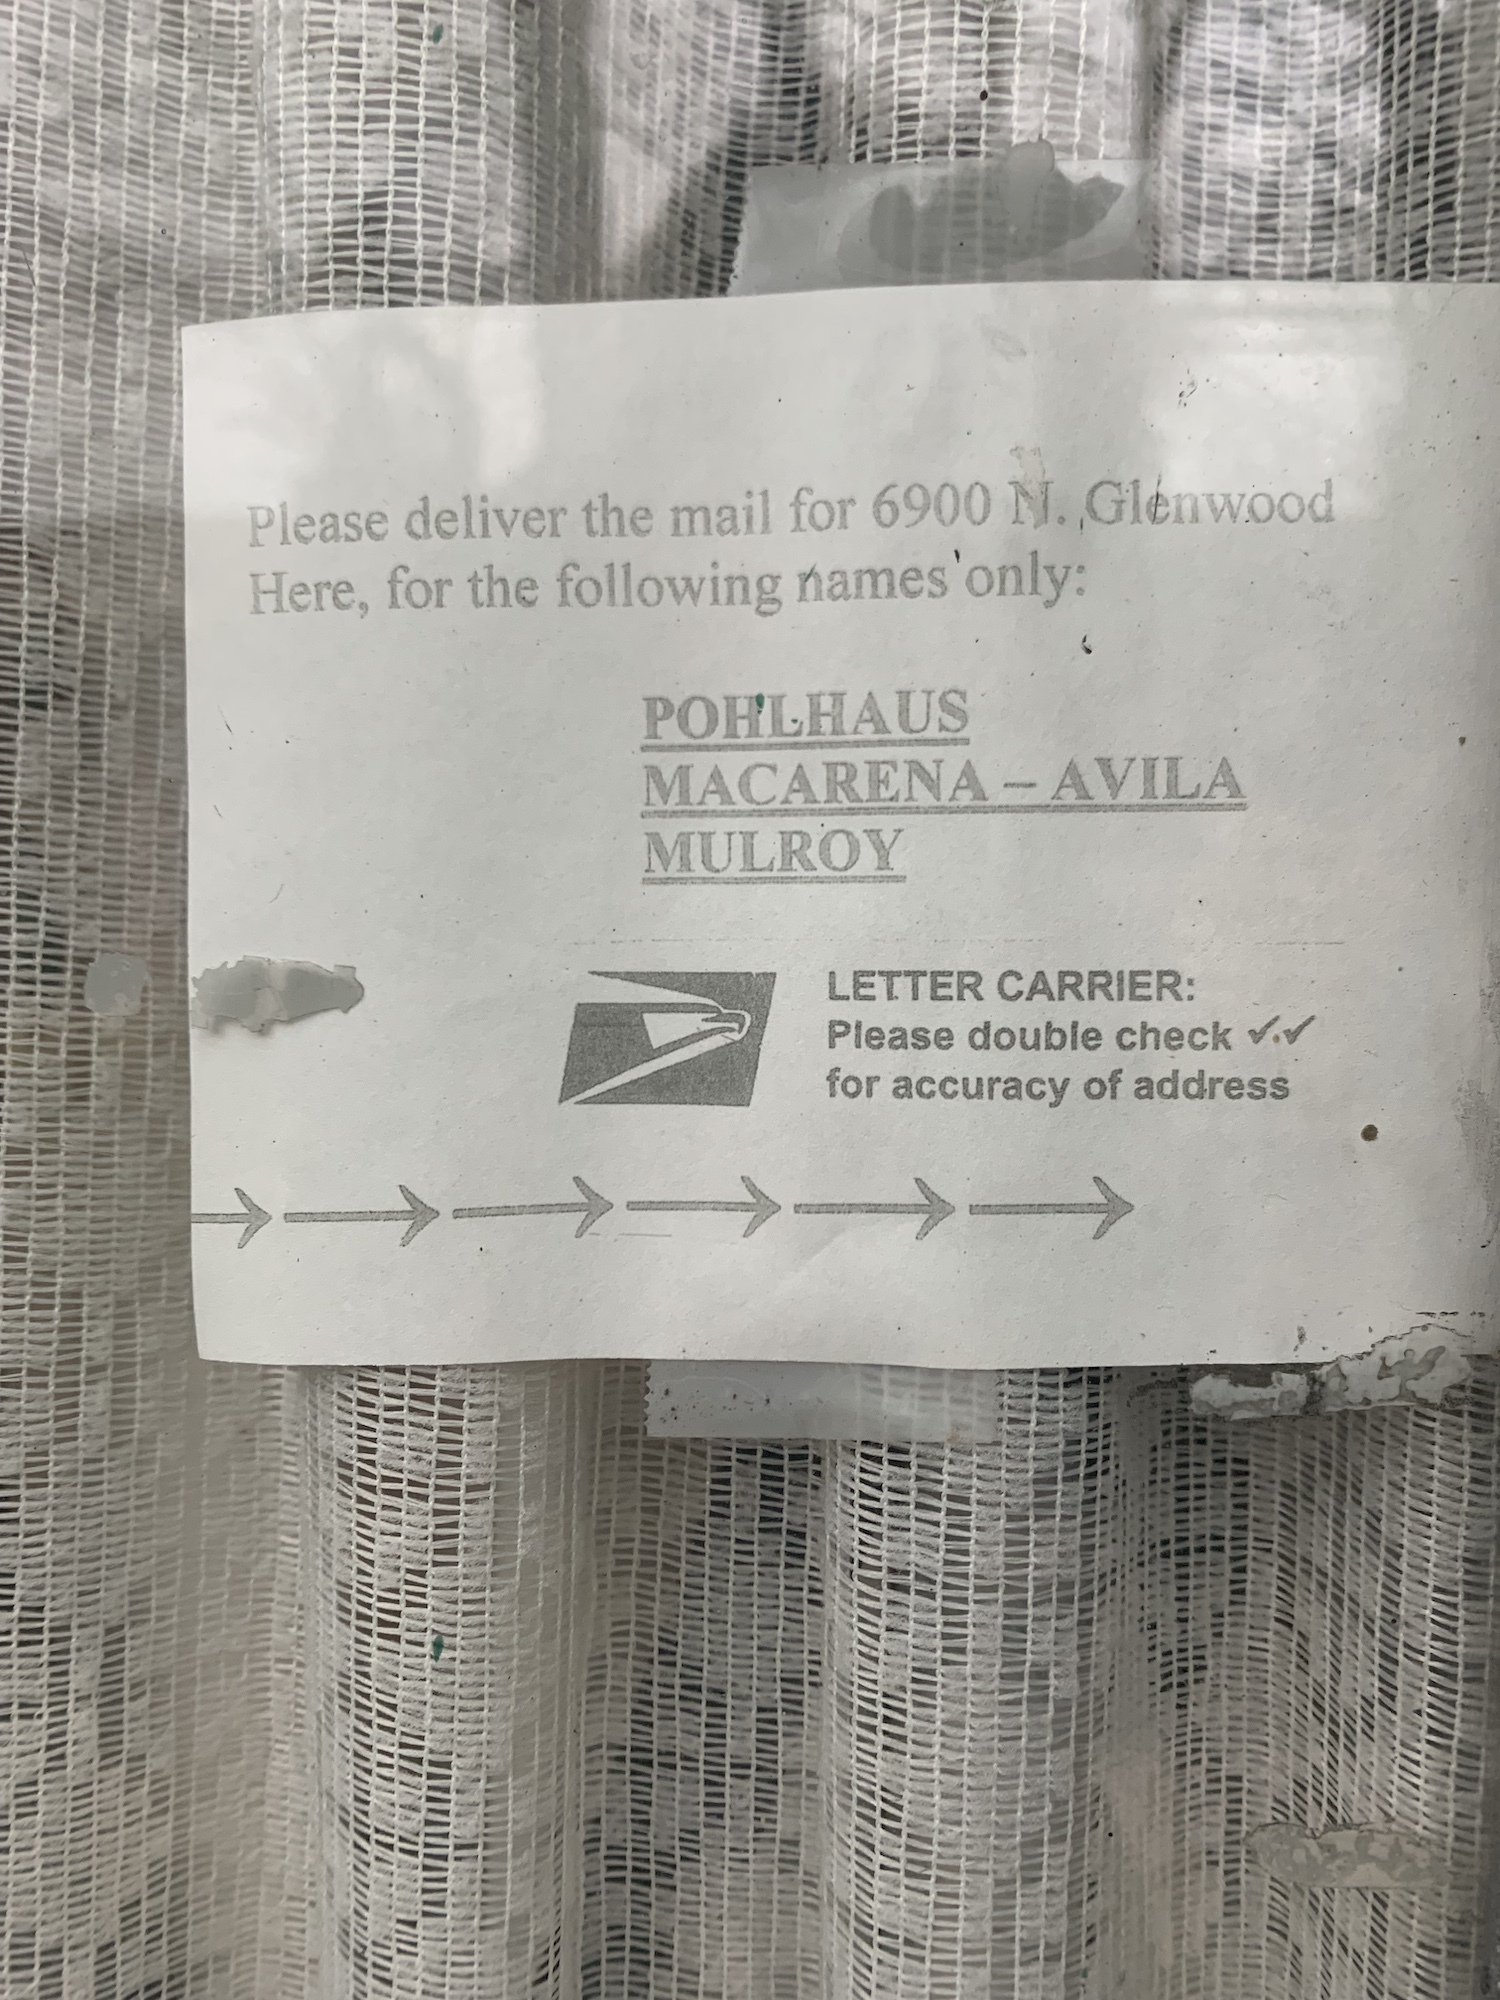 Please deliver the mail for 6900 N. Glenwood
Here, for the following names only:
POHLHAUS
MACARENA – AVILA
MULROY
LETTER CARRIER:
Please double check ✓✓
for accuracy of address